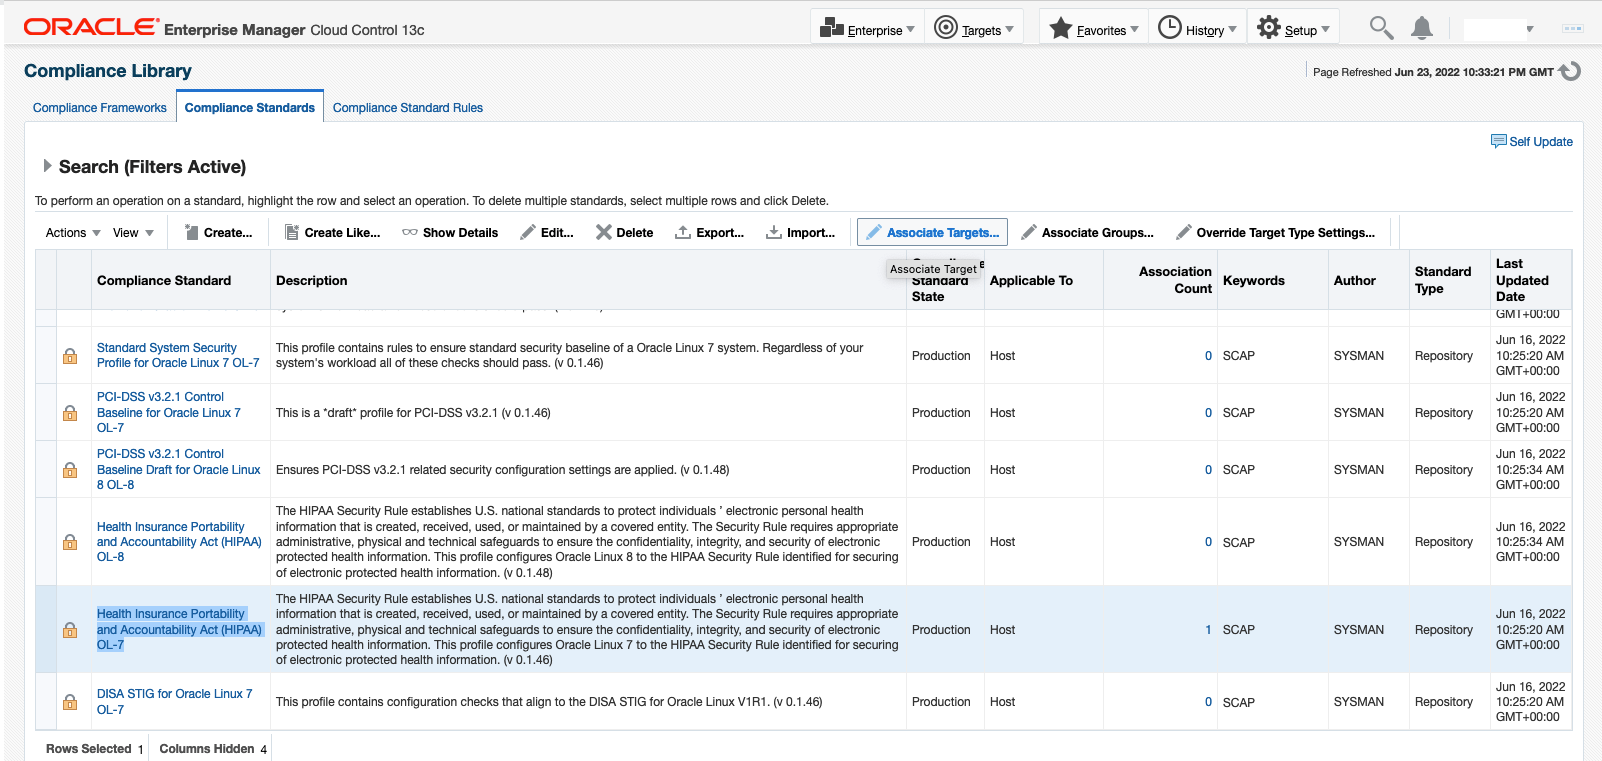 ORACLE® Enterprise Manager Cloud Control 13c
Enterprise Targets Favorites History Setup
Compliance Library
Page Refreshed Jun 23, 2022 10:33:21 PM GMT
Compliance Frameworks Compliance Standards Compliance Standard Rules
Self Update
Search (Filters Active)
To perform an operation on a standard, highlight the row and select an operation. To delete multiple standards, select multiple rows and click Delete.
Actions View Create... Create Like... Show Details Edit... Delete Export... Import... Associate Targets... Associate Groups... Override Target Type Settings...
Associate Target
Compliance Standard
Description
Standard
State
Applicable To
Association
Count
Keywords
Author
Standard
Type
Last
Updated
Date
GMT+00:00
Standard System Security
Profile for Oracle Linux 7 OL-7
This profile contains rules to ensure standard security baseline of a Oracle Linux 7 system. Regardless of your
system's workload all of these checks should pass. (v 0.1.46)
Production
Host
0
SCAP
SYSMAN
Repository
Jun 16, 2022
10:25:20 AM
GMT+00:00
PCI-DSS v3.2.1 Control
Baseline for Oracle Linux 7
OL-7
This is a *draft* profile for PCI-DSS v3.2.1 (v 0.1.46)
Production
Host
0
SCAP
SYSMAN
Repository
Jun 16, 2022
10:25:20 AM
GMT+00:00
PCI-DSS v3.2.1 Control
Baseline Draft for Oracle Linux
8 OL-8
Ensures PCI-DSS v3.2.1 related security configuration settings are applied. (v 0.1.48)
Production
Host
0
SCAP
SYSMAN
Repository
Jun 16, 2022
10:25:34 AM
GMT+00:00
Health Insurance Portability
and Accountability Act (HIPAA)
OL-8
The HIPAA Security Rule establishes U.S. national standards to protect individuals ' electronic personal health
information that is created, received, used, or maintained by a covered entity. The Security Rule requires appropriate
administrative, physical and technical safeguards to ensure the confidentiality, integrity, and security of electronic
protected health information. This profile configures Oracle Linux 8 to the HIPAA Security Rule identified for securing
of electronic protected health information. (v 0.1.48)
Production
Host
0
SCAP
SYSMAN
Repository
Jun 16, 2022
10:25:34 AM
GMT+00:00
Health Insurance Portability
and Accountability Act (HIPAA)
OL-7
The HIPAA Security Rule establishes U.S. national standards to protect individuals ' electronic personal health
information that is created, received, used, or maintained by a covered entity. The Security Rule requires appropriate
administrative, physical and technical safeguards to ensure the confidentiality, integrity, and security of electronic
protected health information. This profile configures Oracle Linux 7 to the HIPAA Security Rule identified for securing
of electronic protected health information. (v 0.1.46)
Production
Host
1
SCAP
SYSMAN
Repository
Jun 16, 2022
10:25:20 AM
GMT+00:00
DISA STIG for Oracle Linux 7
OL-7
This profile contains configuration checks that align to the DISA STIG for Oracle Linux V1R1. (v 0.1.46)
Production
Host
0
SCAP
SYSMAN
Repository
Jun 16, 2022
10:25:20 AM
GMT+00:00
Rows Selected 1 Columns Hidden 4